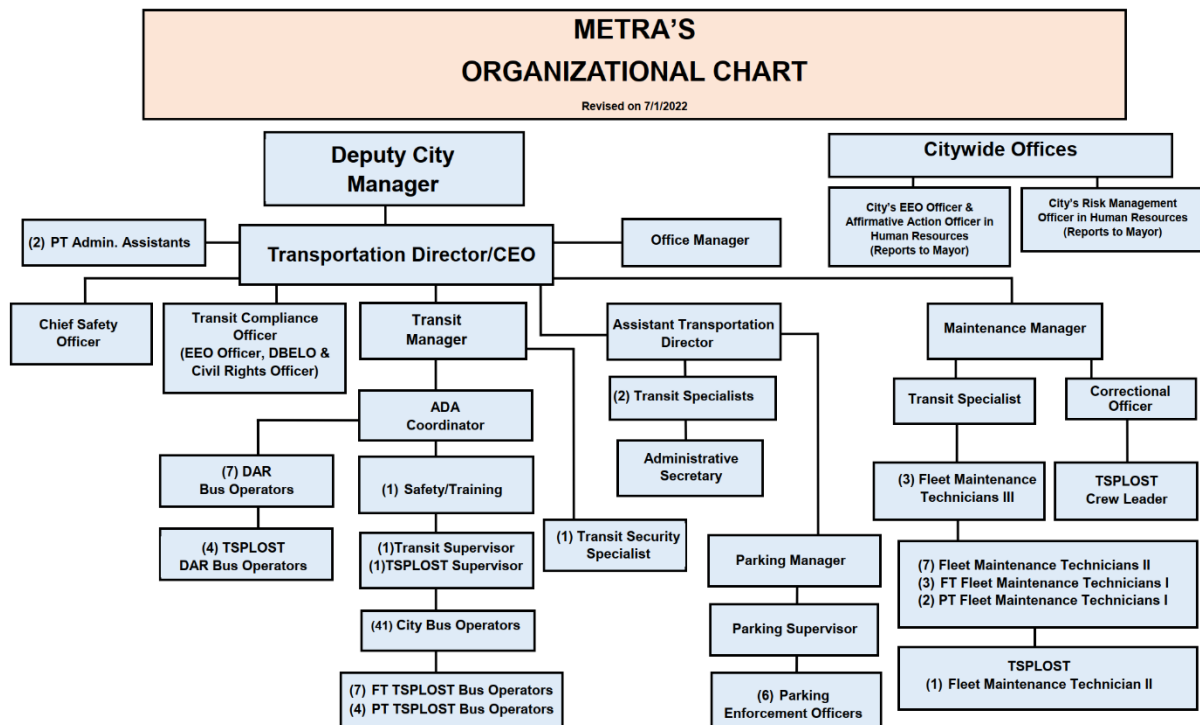 METRA'S
ORGANIZATIONAL CHART
Revised on 7/1/2022
Deputy City
Manager
Citywide Offices
City's EEO Officer &
Affirmative Action Officer in
Human Resources
(Reports to Mayor)
City's Risk Management
Officer in Human Resources
(Reports to Mayor)
(2) PT Admin. Assistants
Transportation Director/CEO
Office Manager
Chief Safety
Officer
Transit Compliance
Officer
(EEO Officer, DBELO &
Civil Rights Officer)
Transit
Manager
Assistant Transportation
Director
Maintenance Manager
(2) Transit Specialists
Transit Specialist
Correctional
Officer
ADA
Coordinator
Administrative
Secretary
(7) DAR
Bus Operators
(1) Safety/Training
(3) Fleet Maintenance
Technicians III
TSPLOST
Crew Leader
(4) TSPLOST
DAR Bus Operators
(1)Transit Supervisor
(1)TSPLOST Supervisor
(1) Transit Security
Specialist
Parking Manager
(7) Fleet Maintenance Technicians II
(3) FT Fleet Maintenance Technicians I
(2) PT Fleet Maintenance Technicians I
(41) City Bus Operators
Parking Supervisor
TSPLOST
(1) Fleet Maintenance Technician II
(7) FT TSPLOST Bus Operators
(4) PT TSPLOST Bus Operators
(6) Parking
Enforcement Officers